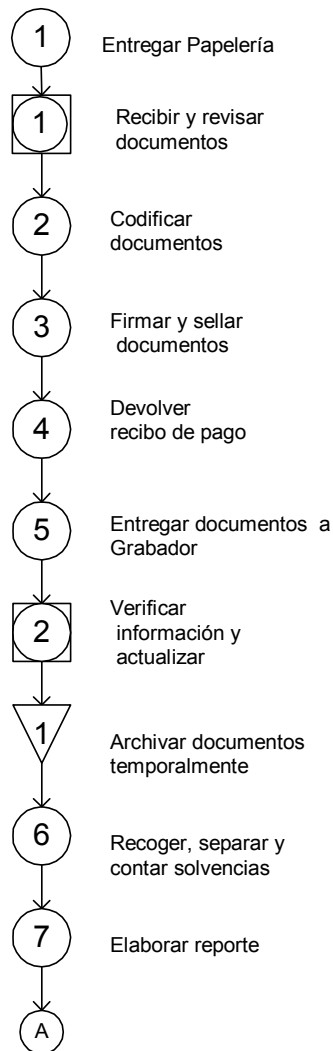 1
Entregar Papelería
1
Recibir y revisar
documentos
2
Codificar
documentos
3
Firmar y sellar
documentos
4
Devolver
recibo de pago
5
Entregar documentos a
Grabador
2
Verificar
información y
actualizar
1
Archivar documentos
temporalmente
6
Recoger, separar y
contar solvencias
7
Elaborar reporte
A